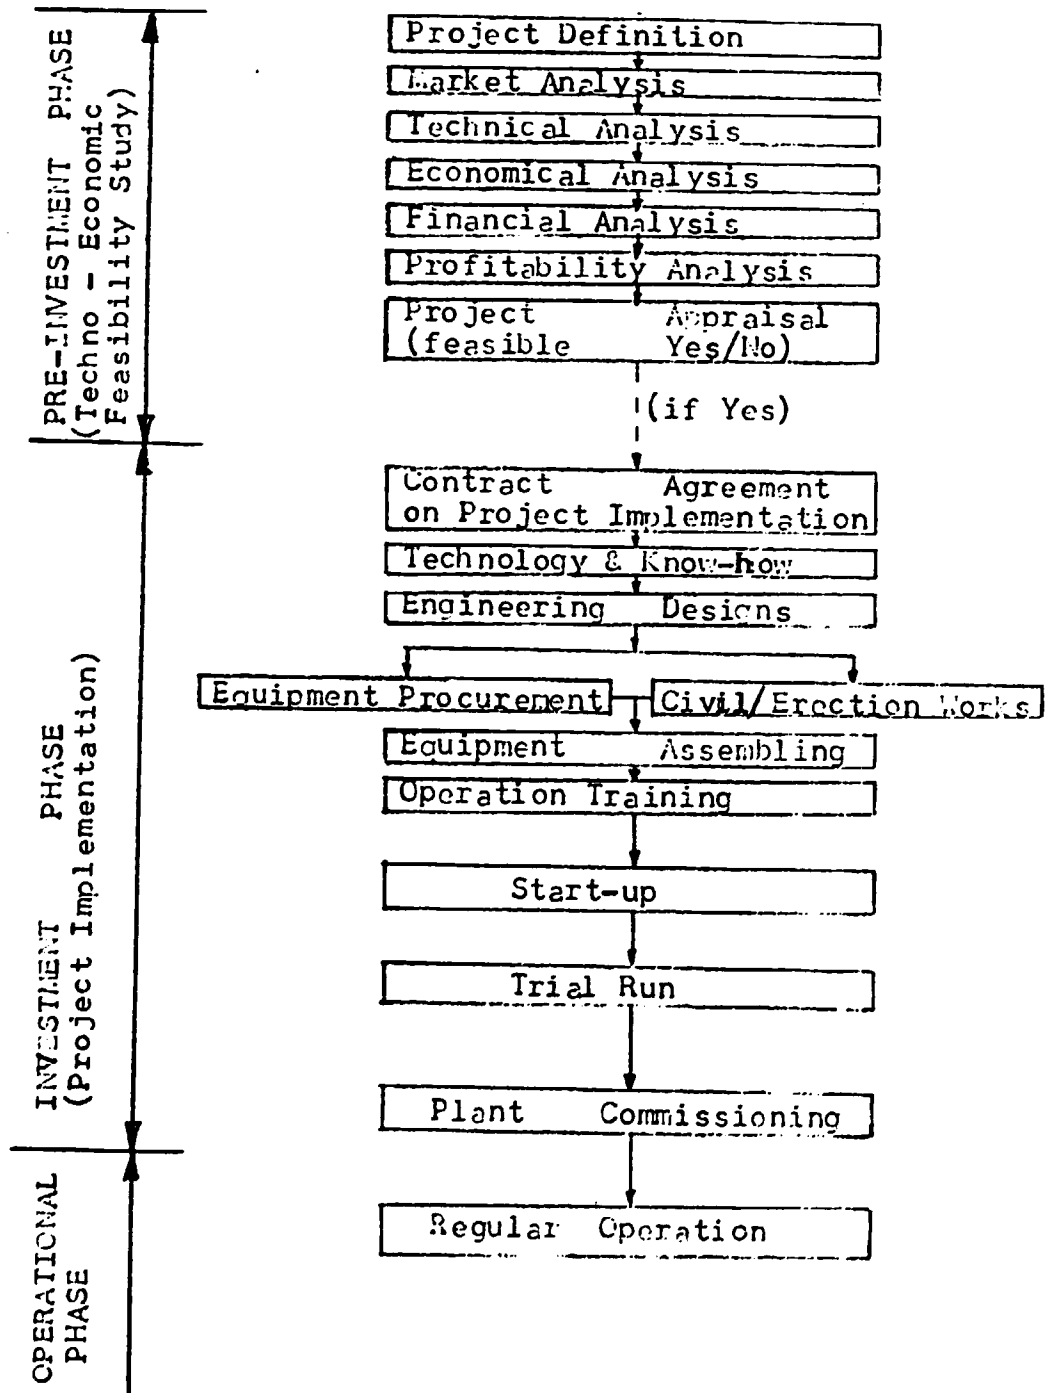 PRE-INVESTMENT PHASE
(Techno - Economic
Feasibility Study)
Project Definition
Market Analysis
Technical Analysis
Economical Analysis
Financial Analysis
Profitability Analysis
Project Appraisal
(feasible Yes/No)
(if Yes)
INVESTMENT PHASE
(Project Implementation)
Contract Agreement
on Project Implementation
Technology & Know-how
Engineering Designs
Equipment Procurement
Civil/Erection Works
Equipment Assembling
Operation Training
Start-up
Trial Run
Plant Commissioning
OPERATIONAL
PHASE
Regular Operation